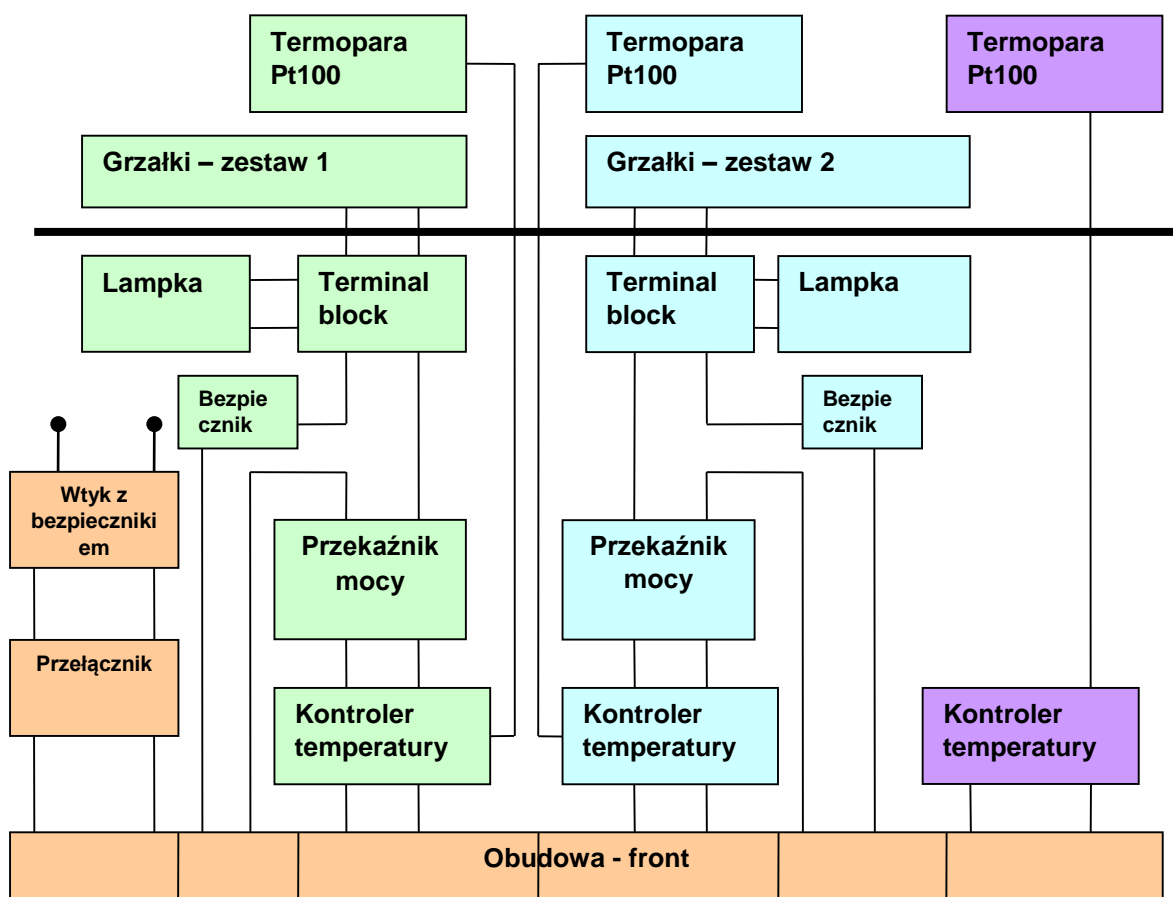 Termopara
Pt100
Termopara
Pt100
Termopara
Pt100
Grzałki – zestaw 1
Grzałki – zestaw 2
Lampka
Terminal
block
Terminal
block
Lampka
Bezpie
cznik
Bezpie
cznik
Wtyk z
bezpieczniki
em
Przekaźnik
mocy
Przekaźnik
mocy
Przełącznik
Kontroler
temperatury
Kontroler
temperatury
Kontroler
temperatury
Obudowa - front